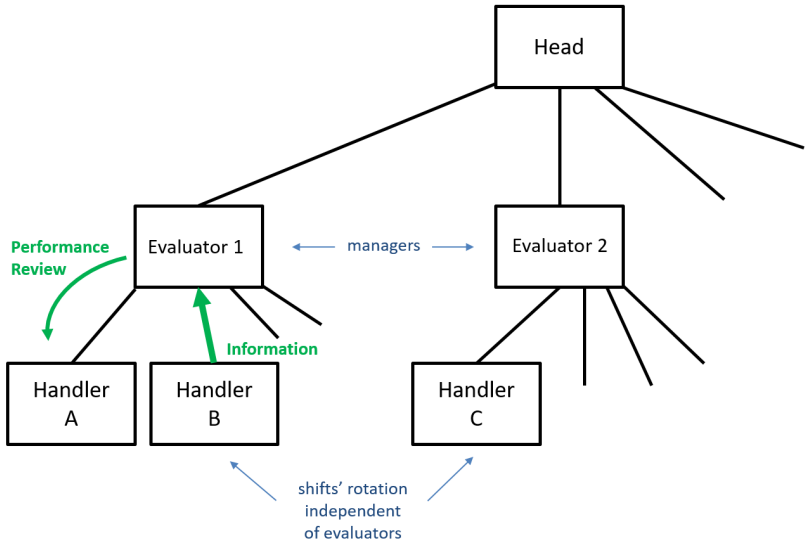 Head
Evaluator 1
managers
Evaluator 2
Performance
Review
Information
Handler
A
Handler
B
Handler
C
shifts’ rotation
independent
of evaluators